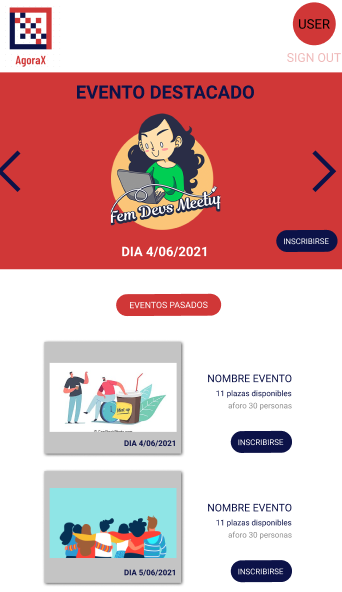 AgoraX
USER
SIGN OUT
EVENTO DESTACADO
Fem Devs Meetup
DIA 4/06/2021
INSCRIBIRSE
EVENTOS PASADOS
NOMBRE EVENTO
11 plazas disponibles
aforo 30 personas
DIA 4/06/2021
INSCRIBIRSE
NOMBRE EVENTO
11 plazas disponibles
aforo 30 personas
DIA 5/06/2021
INSCRIBIRSE